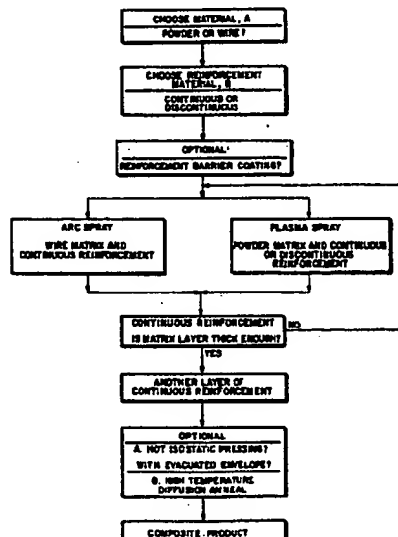 CHOOSE MATERIAL, A
POWDER OR WIRE?
CHOOSE REINFORCEMENT
MATERIAL, B
CONTINUOUS OR
DISCONTINUOUS
OPTIONAL
REINFORCEMENT BARRIER COATING?
ARC SPRAY
WIRE MATRIX AND
CONTINUOUS REINFORCEMENT
PLASMA SPRAY
POWDER MATRIX AND CONTINUOUS
OR DISCONTINUOUS
REINFORCEMENT
CONTINUOUS REINFORCEMENT
IS MATRIX LAYER THICK ENOUGH?
NO
YES
ANOTHER LAYER OF
CONTINUOUS REINFORCEMENT
OPTIONAL
A. HOT ISOSTATIC PRESSING?
WITH EVACUATED ENVELOPE?
B. HIGH TEMPERATURE
DIFFUSION ANNEAL
COMPOSITE PRODUCT